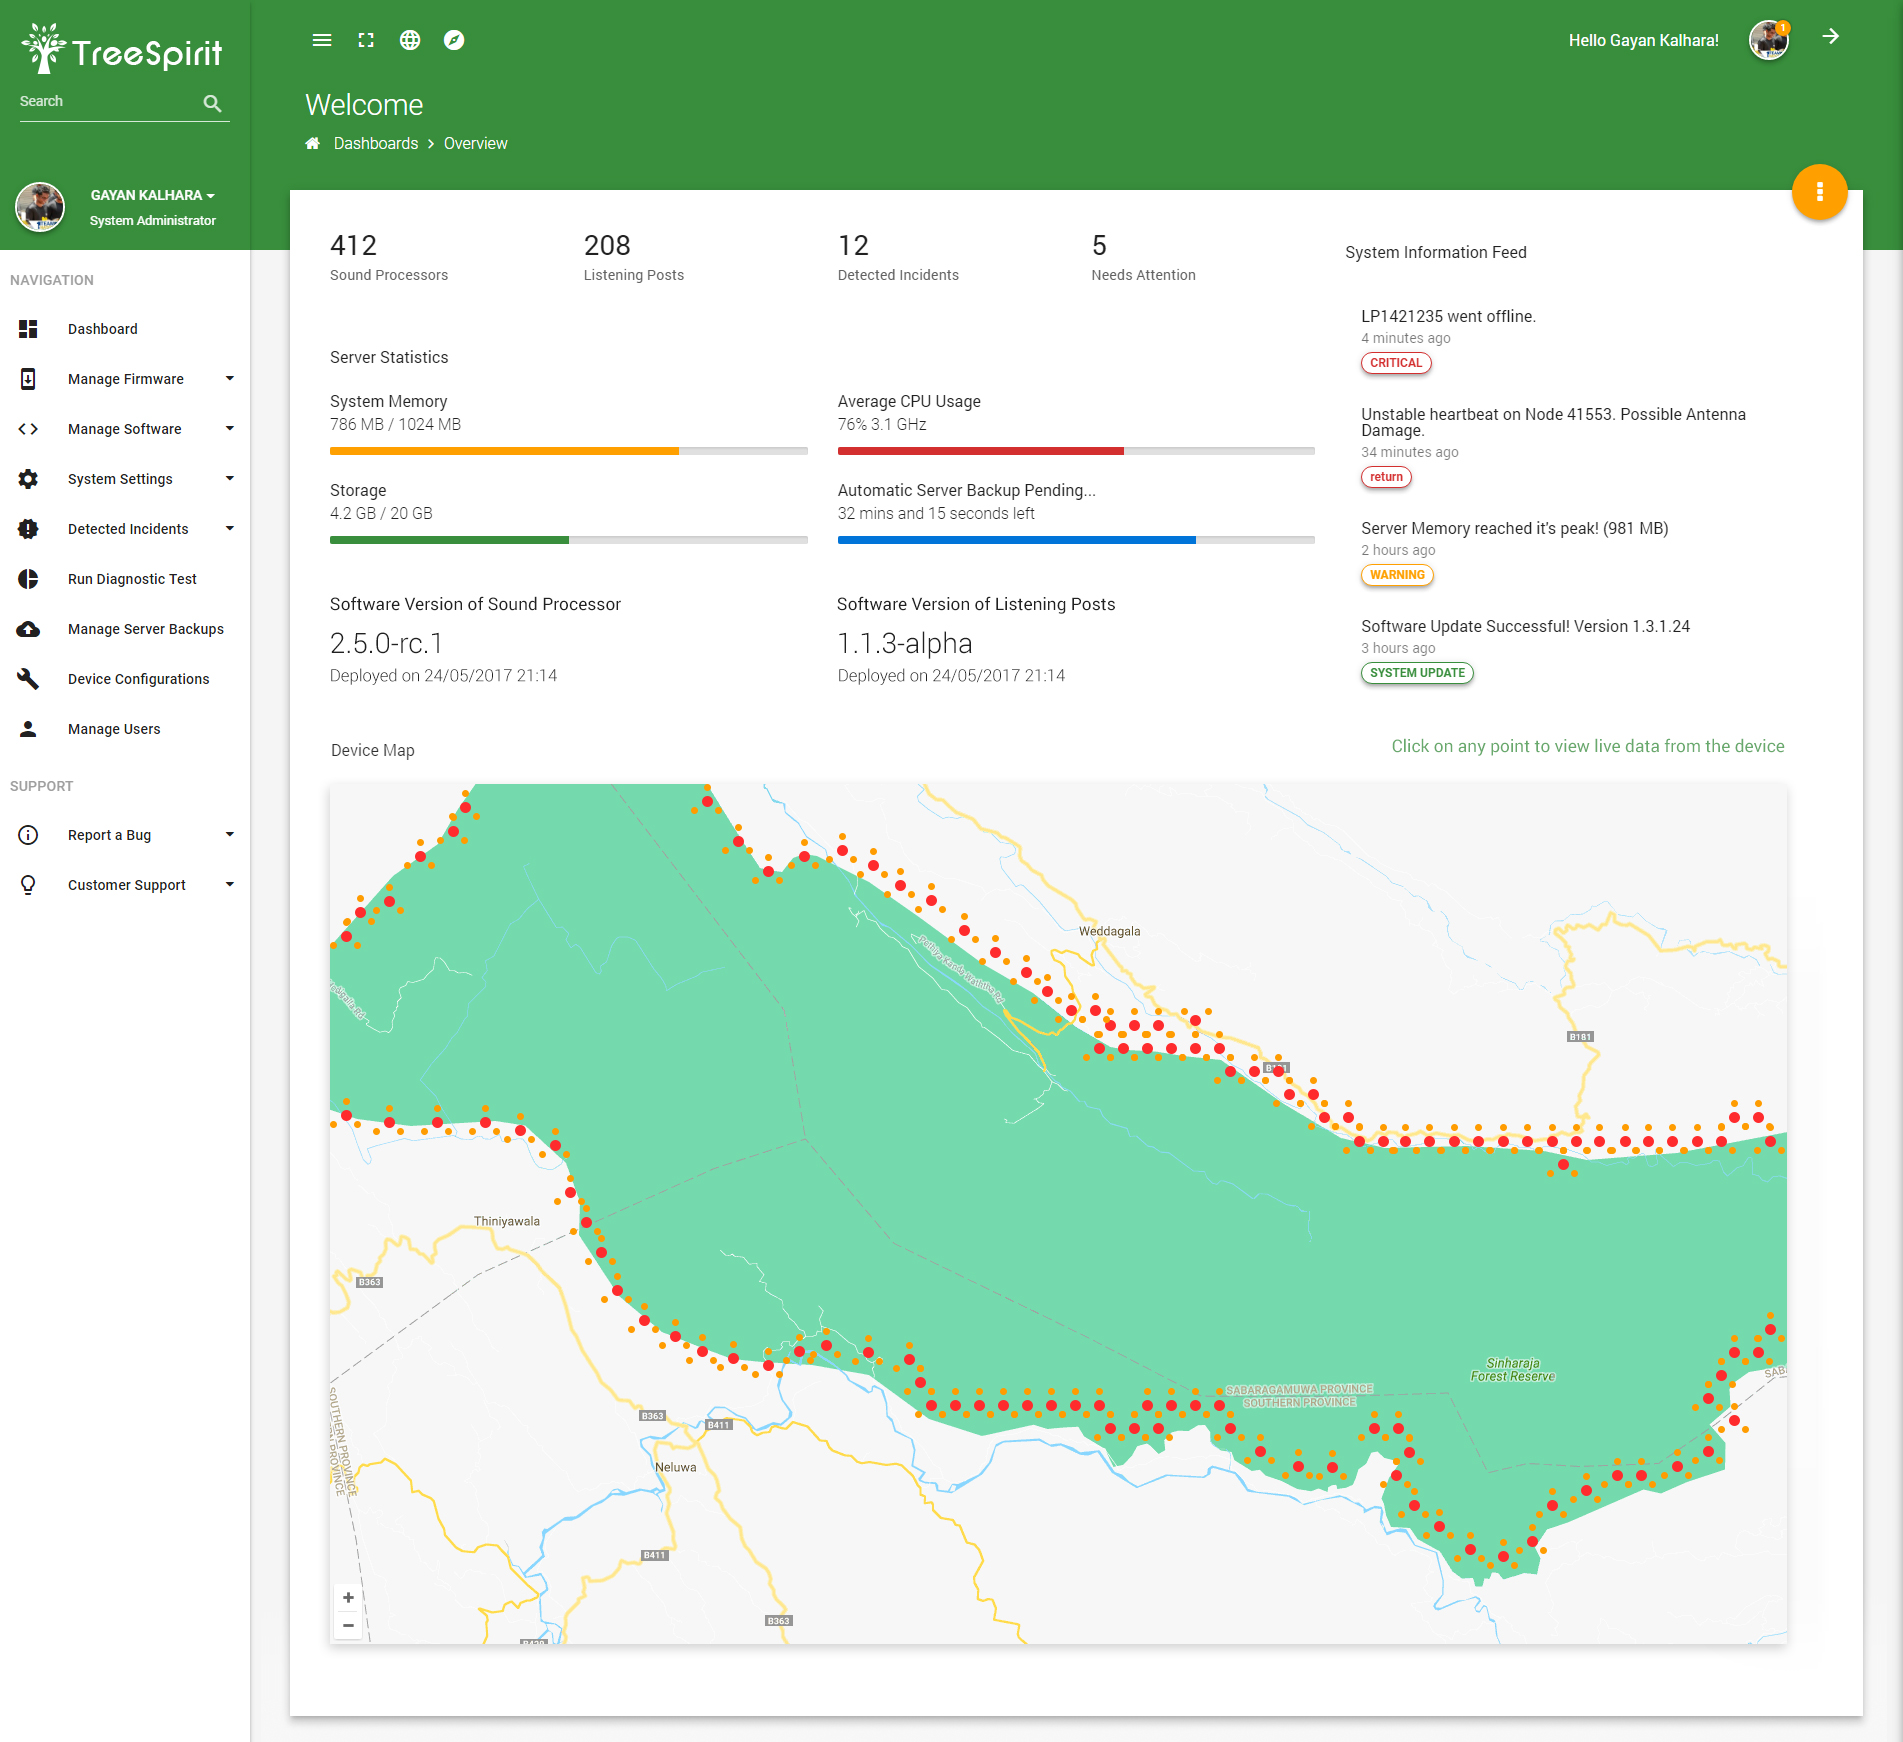 TreeSpirit
Search
GAYAN KALHARA
System Administrator
NAVIGATION
Dashboard
Manage Firmware
Manage Software
System Settings
Detected Incidents
Run Diagnostic Test
Manage Server Backups
Device Configurations
Manage Users
SUPPORT
Report a Bug
Customer Support
Hello Gayan Kalhara!
1
Welcome
Dashboards > Overview
412
Sound Processors
208
Listening Posts
12
Detected Incidents
5
Needs Attention
Server Statistics
System Memory
786 MB / 1024 MB
Average CPU Usage
76% 3.1 GHz
Storage
4.2 GB / 20 GB
Automatic Server Backup Pending...
32 mins and 15 seconds left
Software Version of Sound Processor
2.5.0-rc.1
Deployed on 24/05/2017 21:14
Software Version of Listening Posts
1.1.3-alpha
Deployed on 24/05/2017 21:14
System Information Feed
LP1421235 went offline.
4 minutes ago
CRITICAL
Unstable heartbeat on Node 41553. Possible Antenna
Damage.
34 minutes ago
return
Server Memory reached it's peak! (981 MB)
2 hours ago
WARNING
Software Update Successful! Version 1.3.1.24
3 hours ago
SYSTEM UPDATE
Device Map
Click on any point to view live data from the device
Weddagala
B181
Thiniyawala
B363
Sinharaja
Forest Reserve
SABARAGAMUWA PROVINCE
SOUTHERN PROVINCE
SAB
SOUTHERN PROVINCE
B363
B411
Neluwa
B411
B363
+
−